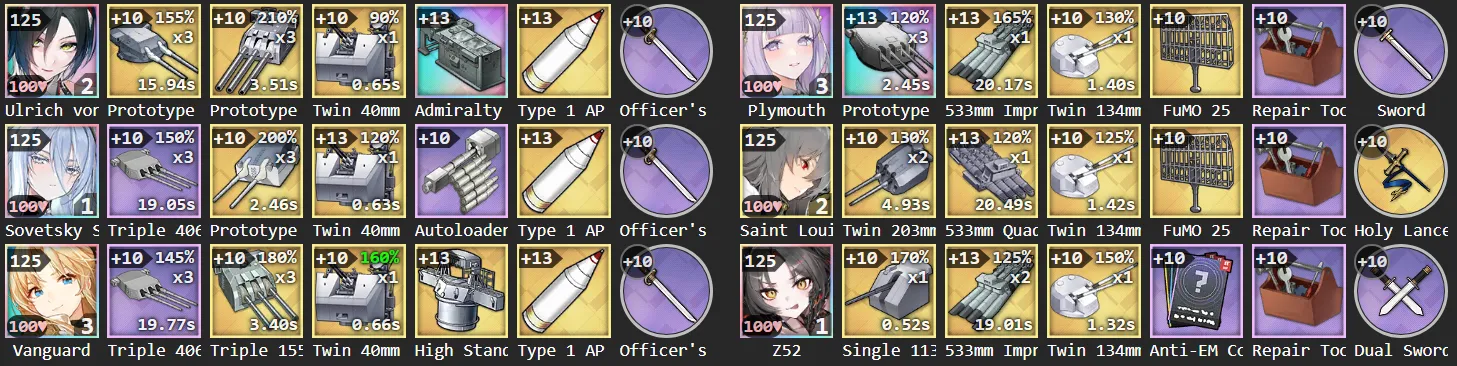 125 +10 155% x3 15.94s +10 210% x3 3.51s +10 90% x1 0.65s +13 +13 +10
100♥ 2
Ulrich von Prototype Prototype Twin 40mm Admiralty Type 1 AP Officer's
125 +13 120% x3 2.45s +10 165% x1 20.17s +10 130% x1 1.40s +10 +10 +10
100♥ 3
Plymouth Prototype 533mm Impr Twin 134mm FuMO 25 Repair Too Sword
125 +10 150% x3 19.05s +10 200% x3 2.46s +13 120% x1 0.63s +10 +13 +10
100♥ 1
Sovetsky S Triple 406 Prototype Twin 40mm Autoloader Type 1 AP Officer's
125 +10 130% x2 4.93s +13 120% x1 20.49s +10 125% x1 1.42s +10 +10 +10
100♥ 2
Saint Loui Twin 203mm 533mm Quad Twin 134mm FuMO 25 Repair Too Holy Lance
125 +10 145% x3 19.77s +10 180% x3 3.40s +10 160% x1 0.66s +13 +13 +10
100♥ 3
Vanguard Triple 406 Triple 155 Twin 40mm High Stand Type 1 AP Officer's
125 +10 170% x1 0.52s +13 125% x2 19.01s +10 150% x1 1.32s +10 +10 +10
100♥ 1
Z52 Single 113 533mm Impr Twin 134mm Anti-EM Co Repair Too Dual Sword